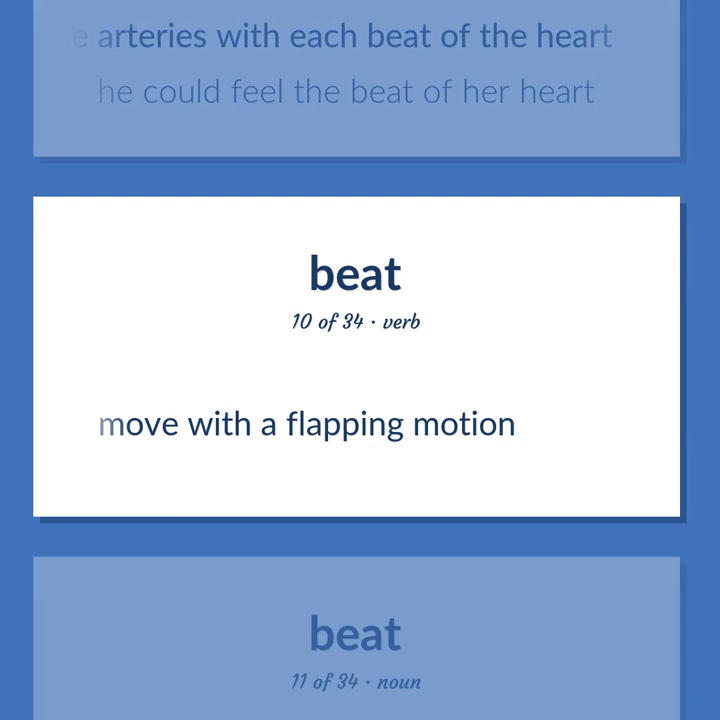 e arteries with each beat of the heart
he could feel the beat of her heart
beat
10 of 34 · verb
move with a flapping motion
beat
11 of 34 · noun